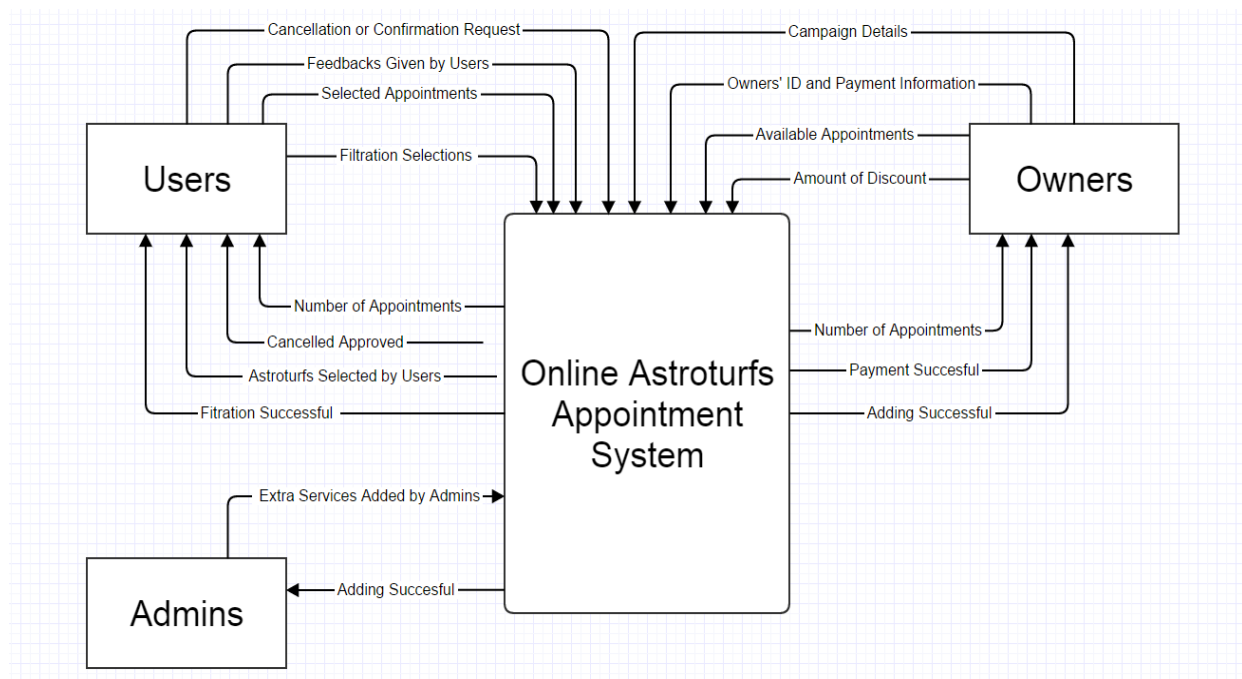 Cancellation or Confirmation Request
Campaign Details
Feedbacks Given by Users
Owners' ID and Payment Information
Selected Appointments
Available Appointments
Filtration Selections
Amount of Discount
Users
Owners
Number of Appointments
Cancelled Approved
Astroturfs Selected by Users
Fitration Successful
Number of Appointments
Payment Succesful
Adding Successful
Online Astroturfs
Appointment
System
Extra Services Added by Admins
Adding Succesful
Admins